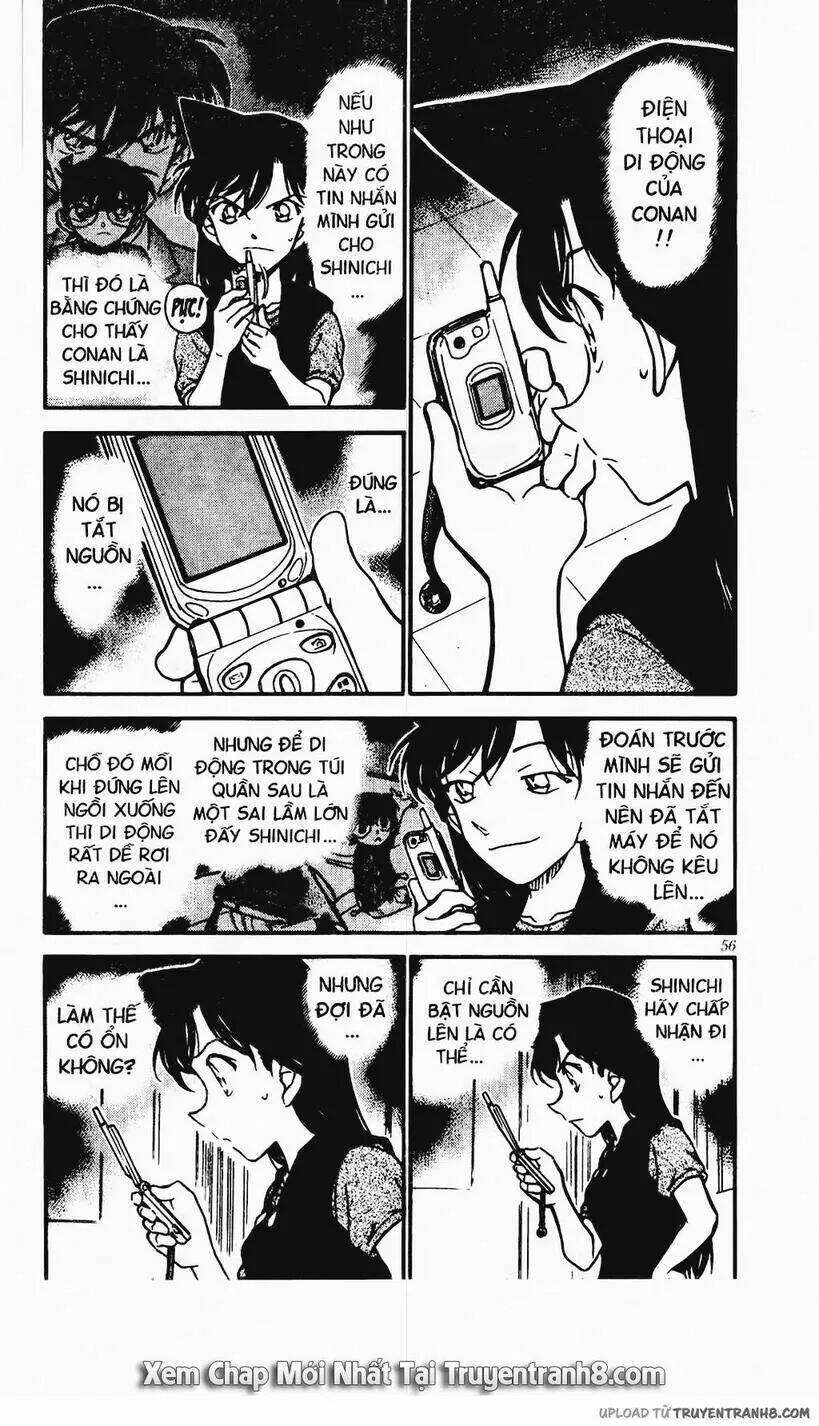 ĐIỆN
THOẠI
DI ĐỘNG
CỦA
CONAN
!!
NẾU
NHƯ
TRONG
NÀY CÓ
TIN NHẮN
MÌNH GỬI
CHO
SHINICHI
...
THÌ ĐÓ LÀ
BẰNG CHỨNG
CHO THẤY
CONAN LÀ
SHINICHI...
PỰC!
ĐÚNG
LÀ...
NÓ BỊ
TẮT
NGUỒN
...
ĐOÁN TRƯỚC
MÌNH SẼ GỬI
TIN NHẮN ĐẾN
NÊN ĐÃ TẮT
MÁY ĐỂ NÓ
KHÔNG KÊU
LÊN...
NHƯNG ĐỂ DI
ĐỘNG TRONG TÚI
QUẦN SAU LÀ
MỘT SAI LẦM LỚN
ĐẤY SHINICHI...
CHỖ ĐÓ MỖI
KHI ĐỨNG LÊN
NGỒI XUỐNG
THÌ DI ĐỘNG
RẤT DỄ RƠI
RA NGOÀI
...
56
SHINICHI
HÃY CHẤP
NHẬN ĐI
...
CHỈ CẦN
BẬT NGUỒN
LÊN LÀ CÓ
THỂ...
NHƯNG
ĐỢI ĐÃ
...
LÀM THẾ
CÓ ỔN
KHÔNG?
Xem Chap Mới Nhất Tại Truyentranh8.com
UPLOAD TỪ TRUYENTRANH8.COM